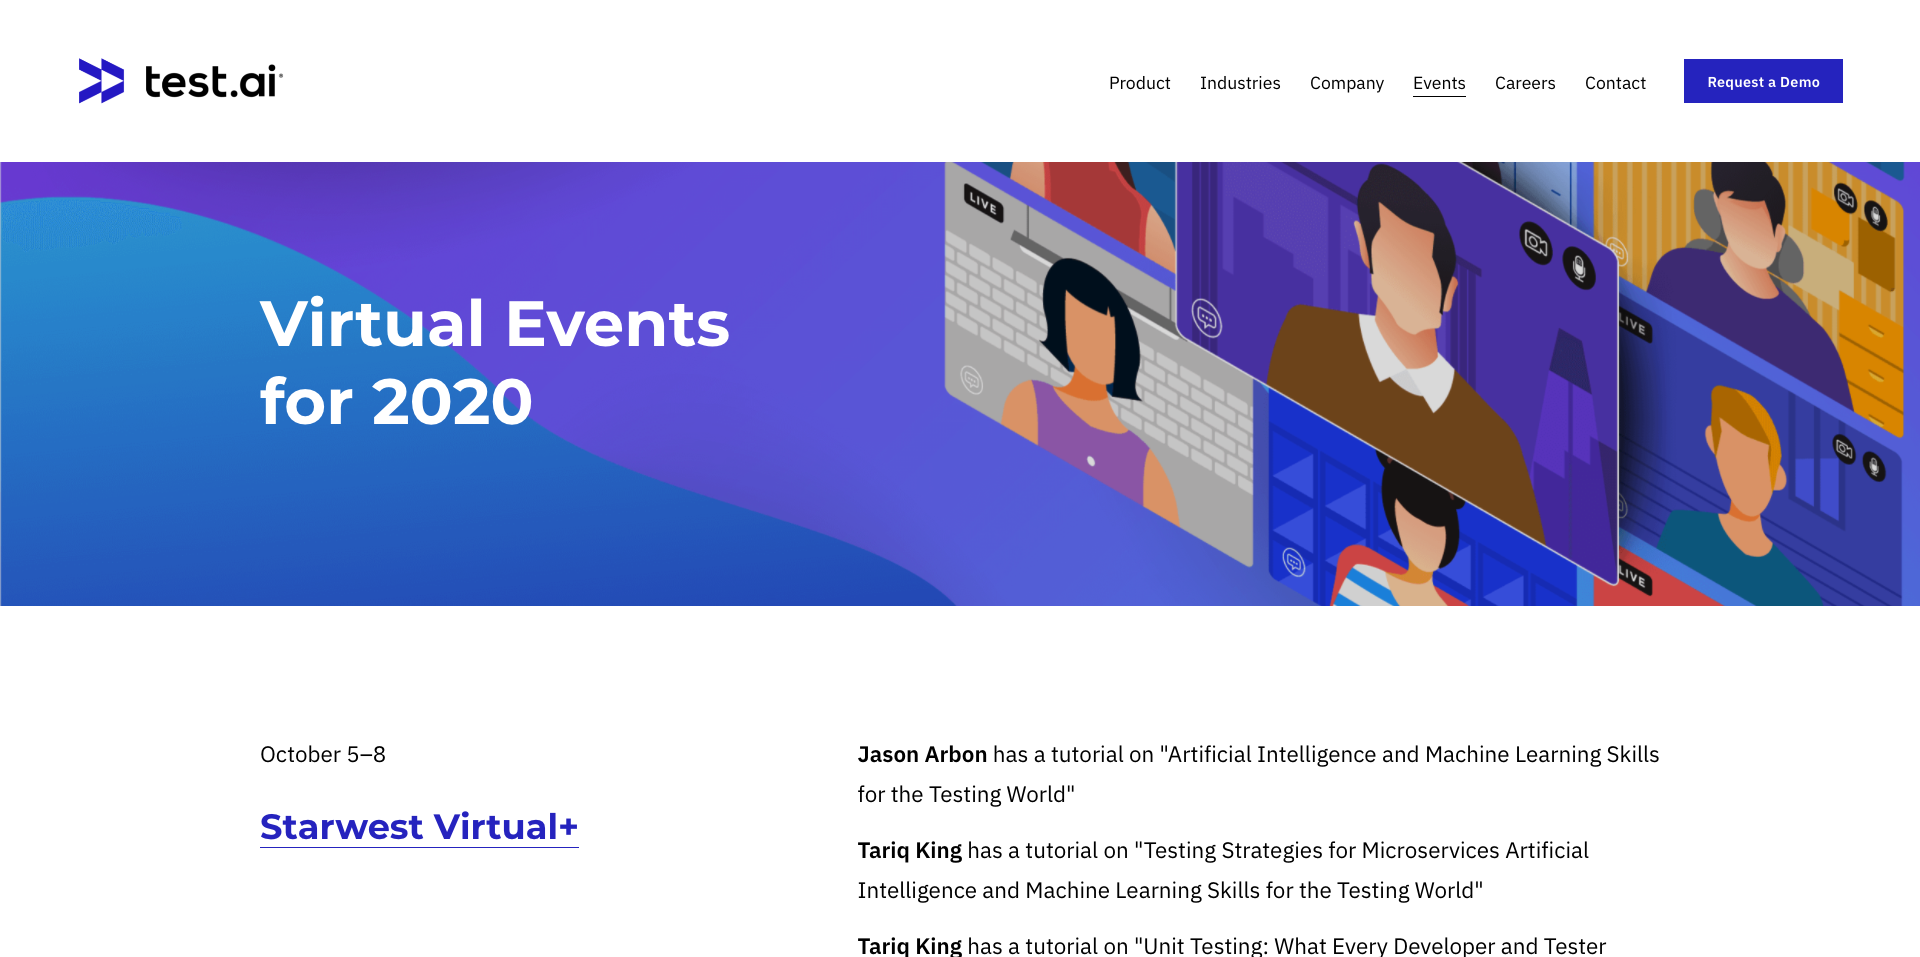 test.ai
Product Industries Company Events Careers Contact Request a Demo
LIVE
Virtual Events
for 2020
LIVE
LIVE
October 5–8
Starwest Virtual+
Jason Arbon has a tutorial on "Artificial Intelligence and Machine Learning Skills
for the Testing World"
Tariq King has a tutorial on "Testing Strategies for Microservices Artificial
Intelligence and Machine Learning Skills for the Testing World"
Tariq King has a tutorial on "Unit Testing: What Every Developer and Tester